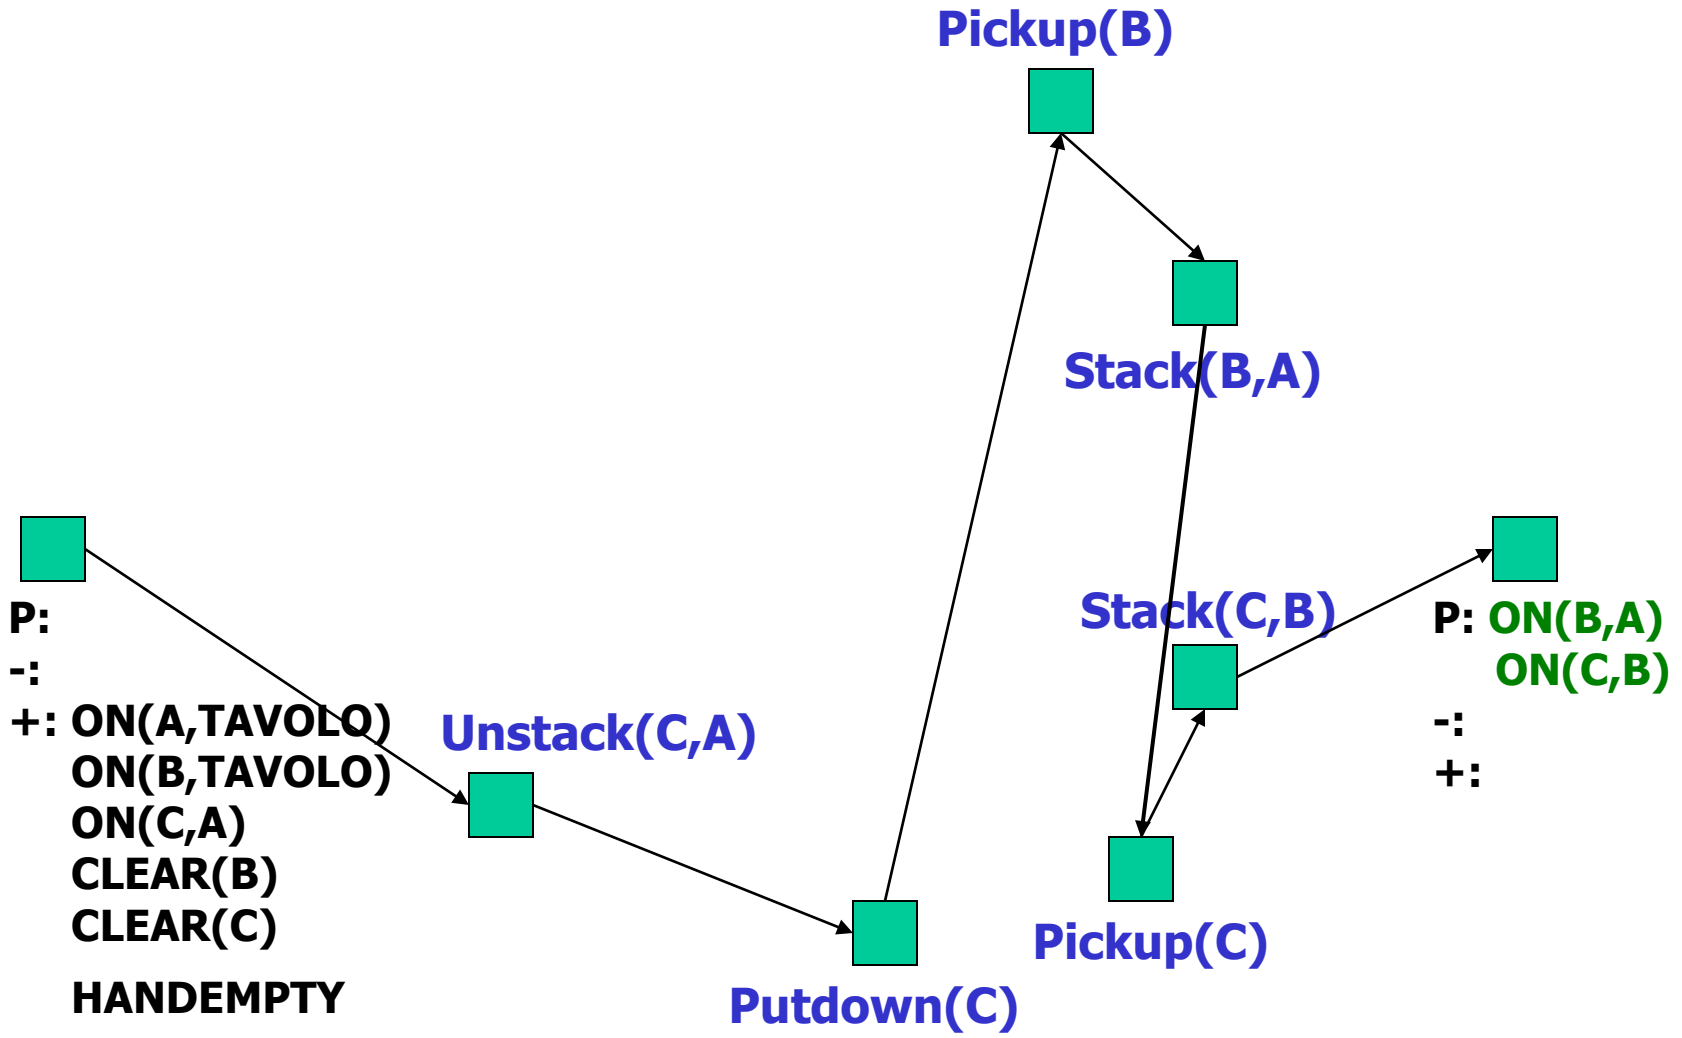 Pickup(B)
Stack(B,A)
Stack(C,B)
P:
-:
+: ON(A,TAVOLO)
ON(B,TAVOLO)
ON(C,A)
CLEAR(B)
CLEAR(C)
HANDEMPTY
Unstack(C,A)
Putdown(C)
Pickup(C)
P: ON(B,A)
ON(C,B)
-:
+: